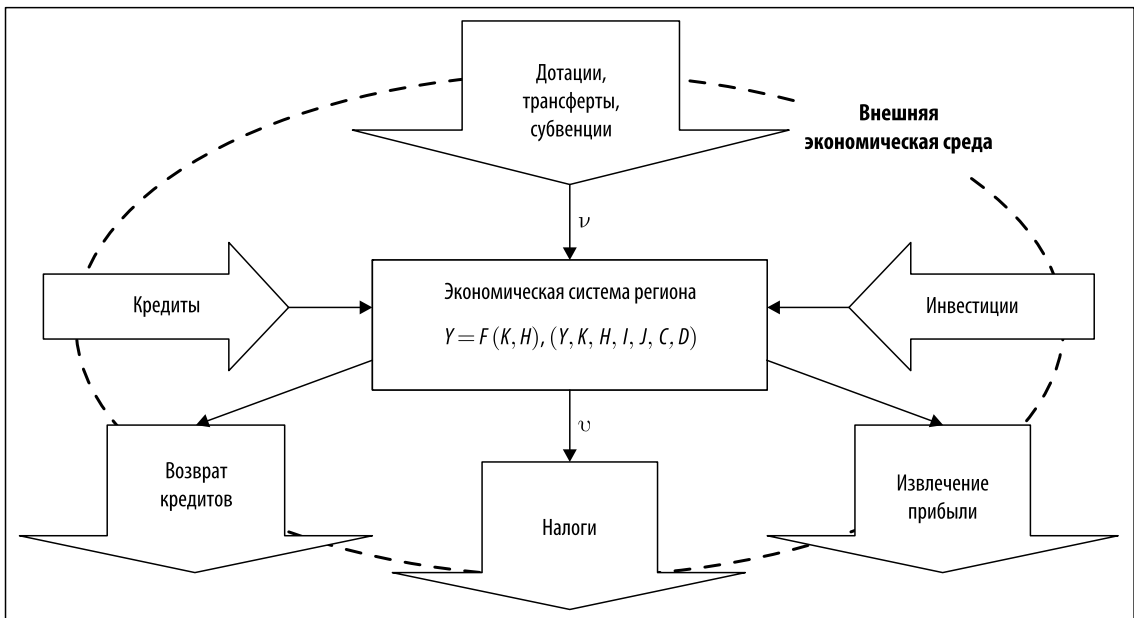 Дотации,
трансферты,
субвенции
Внешняя
экономическая среда
ν
Кредиты
Экономическая система региона
Y = F (K, H), (Y, K, H, I, J, C, D)
Инвестиции
υ
Возврат
кредитов
Налоги
Извлечение
прибыли